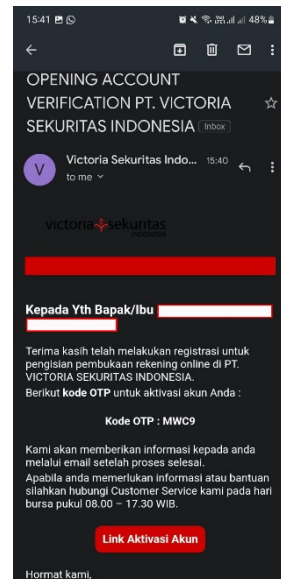 15:41
48%
OPENING ACCOUNT
VERIFICATION PT. VICTORIA
SEKURITAS INDONESIA Inbox
V
Victoria Sekuritas Indo... 15:40
to me
victoria sekuritas
INDONESIA
Kepada Yth Bapak/Ibu
Terima kasih telah melakukan registrasi untuk
pengisian pembukaan rekening online di PT.
VICTORIA SEKURITAS INDONESIA.
Berikut kode OTP untuk aktivasi akun Anda :
Kode OTP : MWC9
Kami akan memberikan informasi kepada anda
melalui email setelah proses selesai.
Apabila anda memerlukan informasi atau bantuan
silahkan hubungi Customer Service kami pada hari
bursa pukul 08.00 – 17.30 WIB.
Link Aktivasi Akun
Hormat kami,